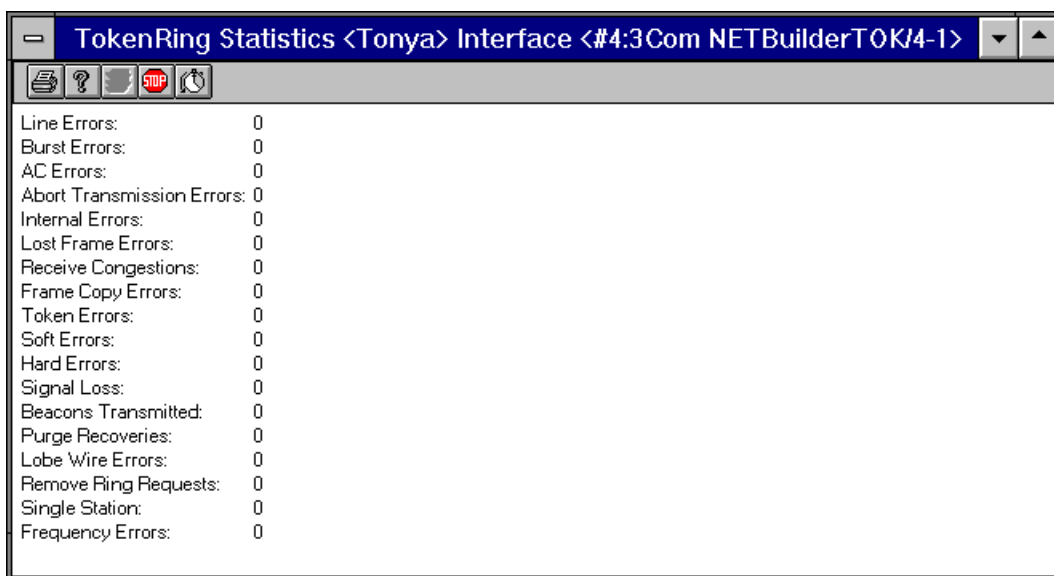 TokenRing Statistics <Tonya> Interface <#4:3Com NETBuilderTOK/4-1>
STOP
Line Errors: 0
Burst Errors: 0
AC Errors: 0
Abort Transmission Errors: 0
Internal Errors: 0
Lost Frame Errors: 0
Receive Congestions: 0
Frame Copy Errors: 0
Token Errors: 0
Soft Errors: 0
Hard Errors: 0
Signal Loss: 0
Beacons Transmitted: 0
Purge Recoveries: 0
Lobe Wire Errors: 0
Remove Ring Requests: 0
Single Station: 0
Frequency Errors: 0